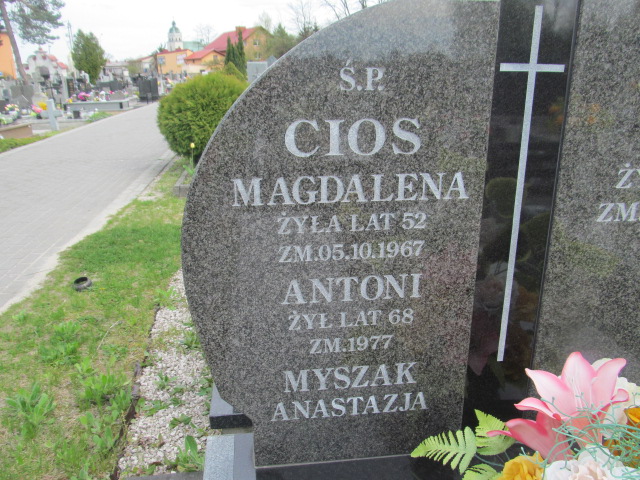 Ś.P.
CIOS
MAGDALENA
ŻYŁA LAT 52
ZM.05.10.1967
ANTONI
ŻYŁ LAT 68
ZM.1977
MYSZAK
ANASTAZJA